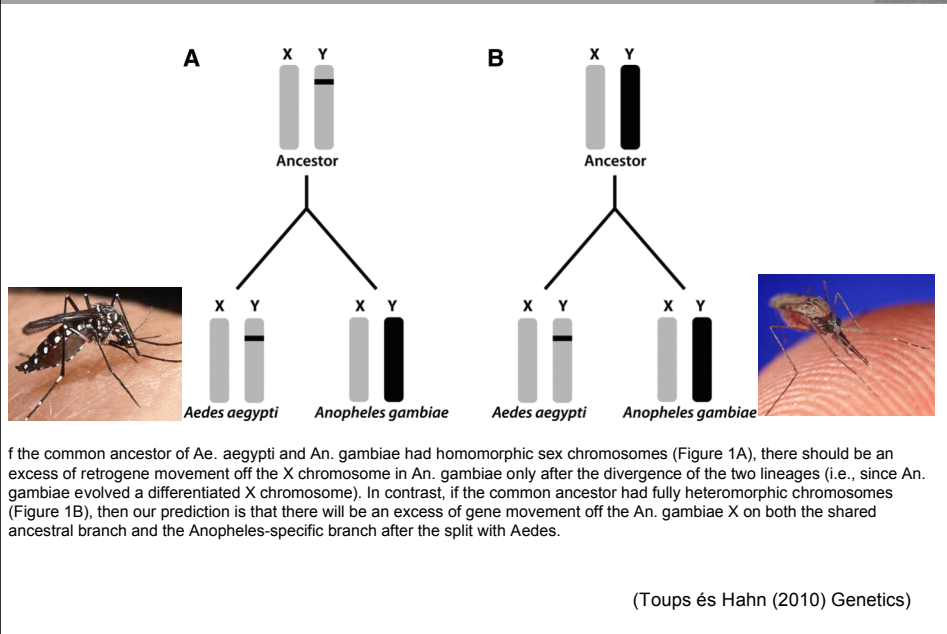 A
X Y
Ancestor
X Y
Aedes aegypti
X Y
Anopheles gambiae
B
X Y
Ancestor
X Y
Aedes aegypti
X Y
Anopheles gambiae
f the common ancestor of Ae. aegypti and An. gambiae had homomorphic sex chromosomes (Figure 1A), there should be an
excess of retrogene movement off the X chromosome in An. gambiae only after the divergence of the two lineages (i.e., since An.
gambiae evolved a differentiated X chromosome). In contrast, if the common ancestor had fully heteromorphic chromosomes
(Figure 1B), then our prediction is that there will be an excess of gene movement off the An. gambiae X on both the shared
ancestral branch and the Anopheles-specific branch after the split with Aedes.
(Toups és Hahn (2010) Genetics)